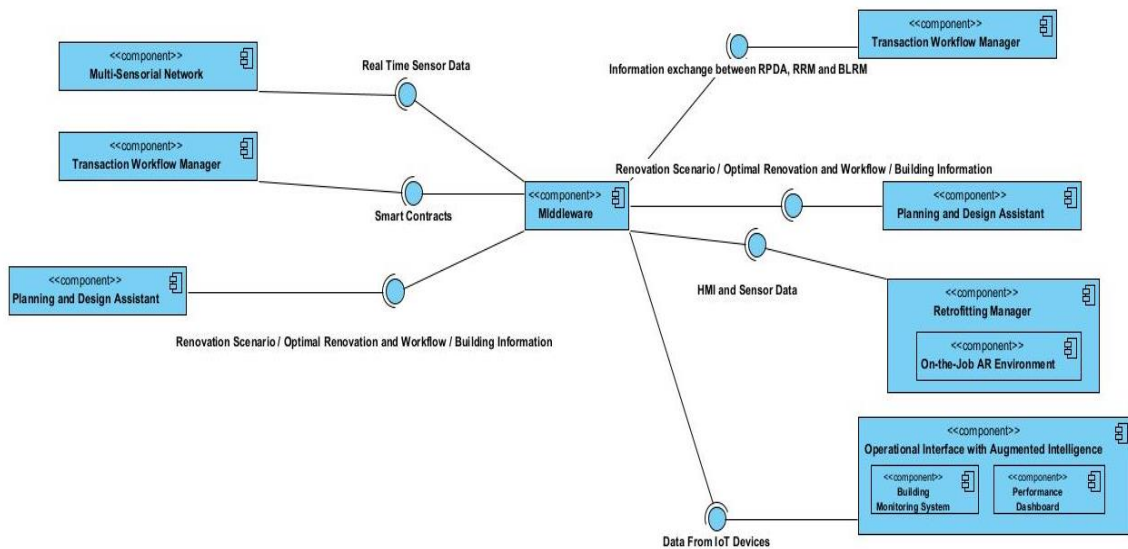 <<component>>
Multi-Sensorial Network
Real Time Sensor Data
<<component>>
Transaction Workflow Manager
Smart Contracts
<<component>>
Planning and Design Assistant
Renovation Scenario / Optimal Renovation and Workflow / Building Information
<<component>>
MIddleware
<<component>>
Transaction Workflow Manager
Information exchange between RPDA, RRM and BLRM
Renovation Scenario / Optimal Renovation and Workflow / Building Information
<<component>>
Planning and Design Assistant
HMI and Sensor Data
<<component>>
Retrofitting Manager
<<component>>
On-the-Job AR Environment
<<component>>
Operational Interface with Augmented Intelligence
<<component>>
Building
Monitoring System
<<component>>
Performance
Dashboard
Data From IoT Devices